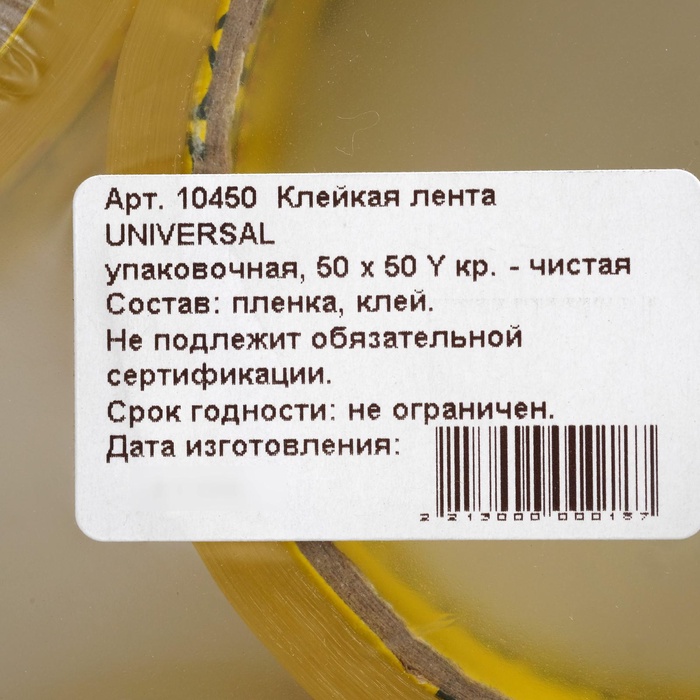 Арт. 10450 Клейкая лента
UNIVERSAL
упаковочная, 50 x 50 Y кр. - чистая
Состав: пленка, клей.
Не подлежит обязательной
сертификации.
Срок годности: не ограничен.
Дата изготовления:
2 213000 000187